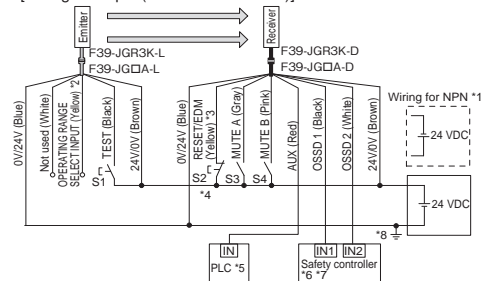 Emitter
Receiver
F39-JGR3K-L
F39-JG□A-L
F39-JGR3K-D
F39-JG□A-D
0V/24V (Blue)
Not used (White)
OPERATING RANGE
SELECT INPUT (Yellow) *2
TEST (Black)
24V/0V (Brown)
0V/24V (Blue)
RESET/EDM
(Yellow) *3
MUTE A (Gray)
MUTE B (Pink)
AUX (Red)
OSSD 1 (Black)
OSSD 2 (White)
24V/0V (Brown)
Wiring for NPN *1
24 VDC
S1
S2
S3
S4
*4
24 VDC
*8
IN
PLC *5
IN1
IN2
Safety controller
*6 *7